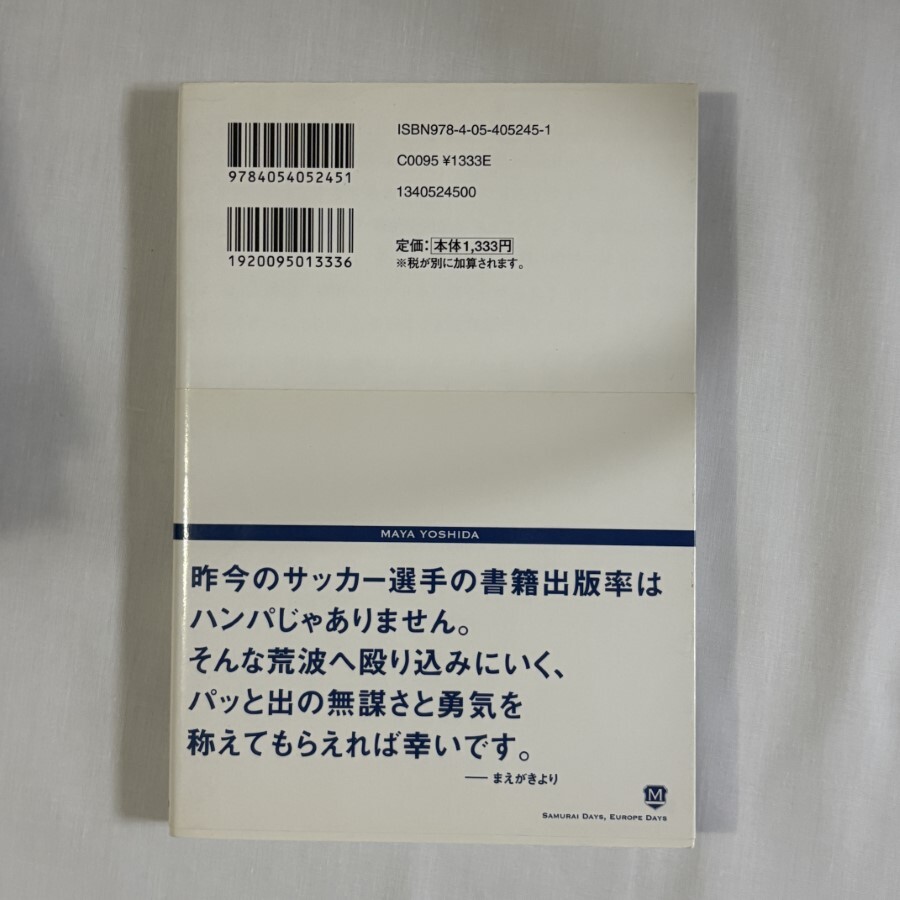 ISBN978-4-05-405245-1
9784054052451
C0095 ¥1333E
1340524500
1920095013336
定価：本体1,333円
※税が別に加算されます。
MAYA YOSHIDA
昨今のサッカー選手の書籍出版率は
ハンパじゃありません。
そんな荒波へ殴り込みにいく、
パッと出の無謀さと勇気を
称えてもらえれば幸いです。
── まえがきより
M
SAMURAI DAYS, EUROPE DAYS